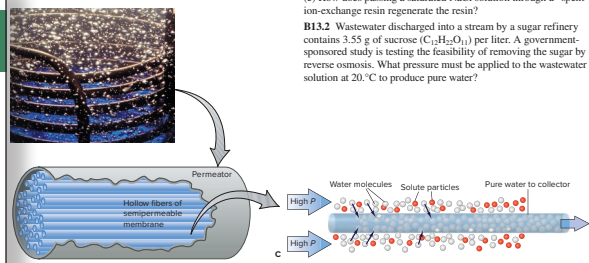 ion-exchange resin regenerate the resin?
B13.2 Wastewater discharged into a stream by a sugar refinery
contains 3.55 g of sucrose (C₁₂H₂₂O₁₁) per liter. A government-
sponsored study is testing the feasibility of removing the sugar by
reverse osmosis. What pressure must be applied to the wastewater
solution at 20.°C to produce pure water?
Permeator
Hollow fibers of
semipermeable
membrane
Water molecules
Solute particles
Pure water to collector
High P
High P
C